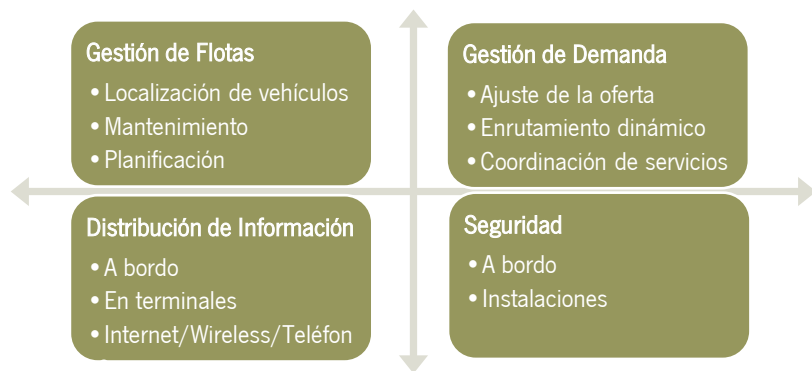 Gestión de Flotas
• Localización de vehículos
• Mantenimiento
• Planificación
Gestión de Demanda
• Ajuste de la oferta
• Enrutamiento dinámico
• Coordinación de servicios
Distribución de Información
• A bordo
• En terminales
• Internet/Wireless/Teléfon
Seguridad
• A bordo
• Instalaciones